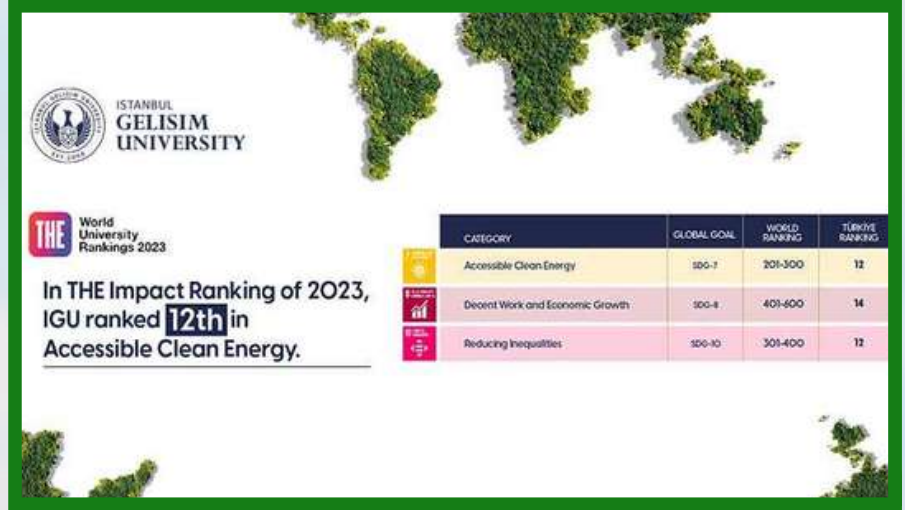 ISTANBUL
GELISIM
UNIVERSITY
THE
World
University
Rankings 2023
In THE Impact Ranking of 2023,
IGU ranked 12th in
Accessible Clean Energy.
CATEGORY GLOBAL GOAL WORLD RANKING TÜRKİYE RANKING
Accessible Clean Energy SDG-7 201-300 12
Decent Work and Economic Growth SDG-8 401-600 14
Reducing Inequalities SDG-10 301-400 12